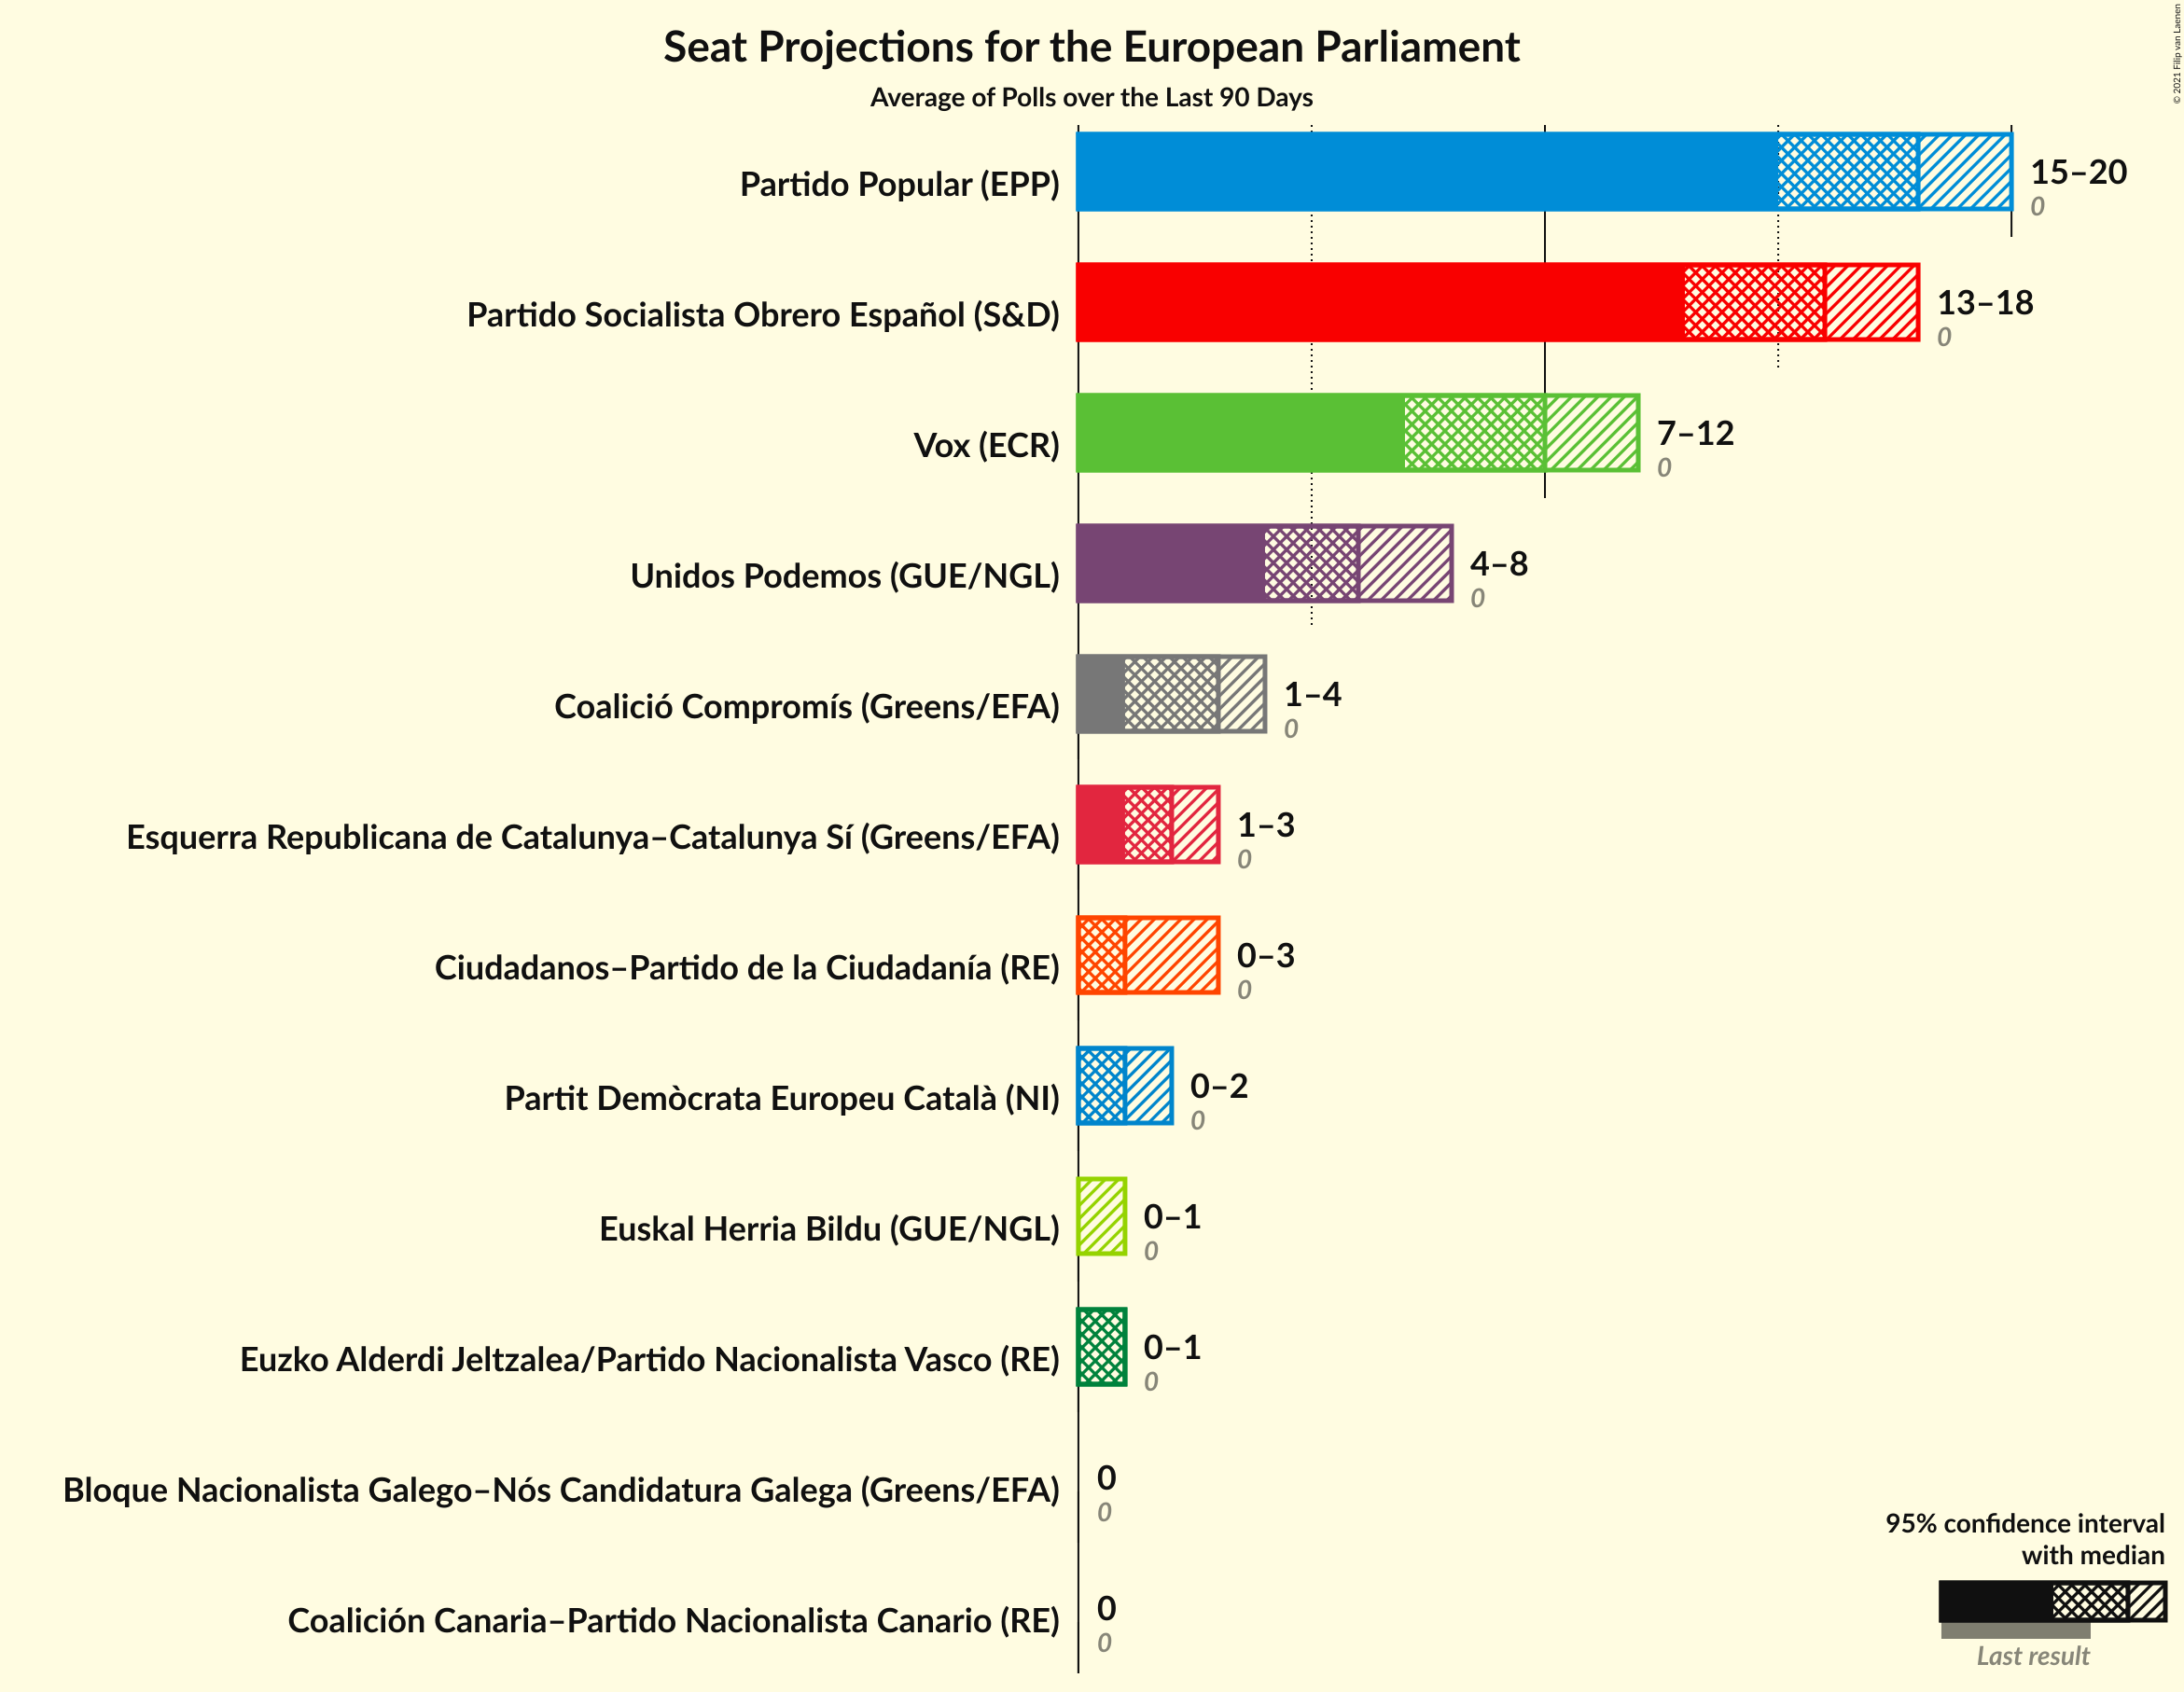 Seat Projections for the European Parliament
Average of Polls over the Last 90 Days
© 2021 Filip van Laenen
Partido Popular (EPP)
15–20
0
Partido Socialista Obrero Español (S&D)
13–18
0
Vox (ECR)
7–12
0
Unidos Podemos (GUE/NGL)
4–8
0
Coalició Compromís (Greens/EFA)
1–4
0
Esquerra Republicana de Catalunya–Catalunya Sí (Greens/EFA)
1–3
0
Ciudadanos–Partido de la Ciudadanía (RE)
0–3
0
Partit Demòcrata Europeu Català (NI)
0–2
0
Euskal Herria Bildu (GUE/NGL)
0–1
0
Euzko Alderdi Jeltzalea/Partido Nacionalista Vasco (RE)
0–1
0
Bloque Nacionalista Galego–Nós Candidatura Galega (Greens/EFA)
0
0
Coalición Canaria–Partido Nacionalista Canario (RE)
0
0
95% confidence interval
with median
Last result